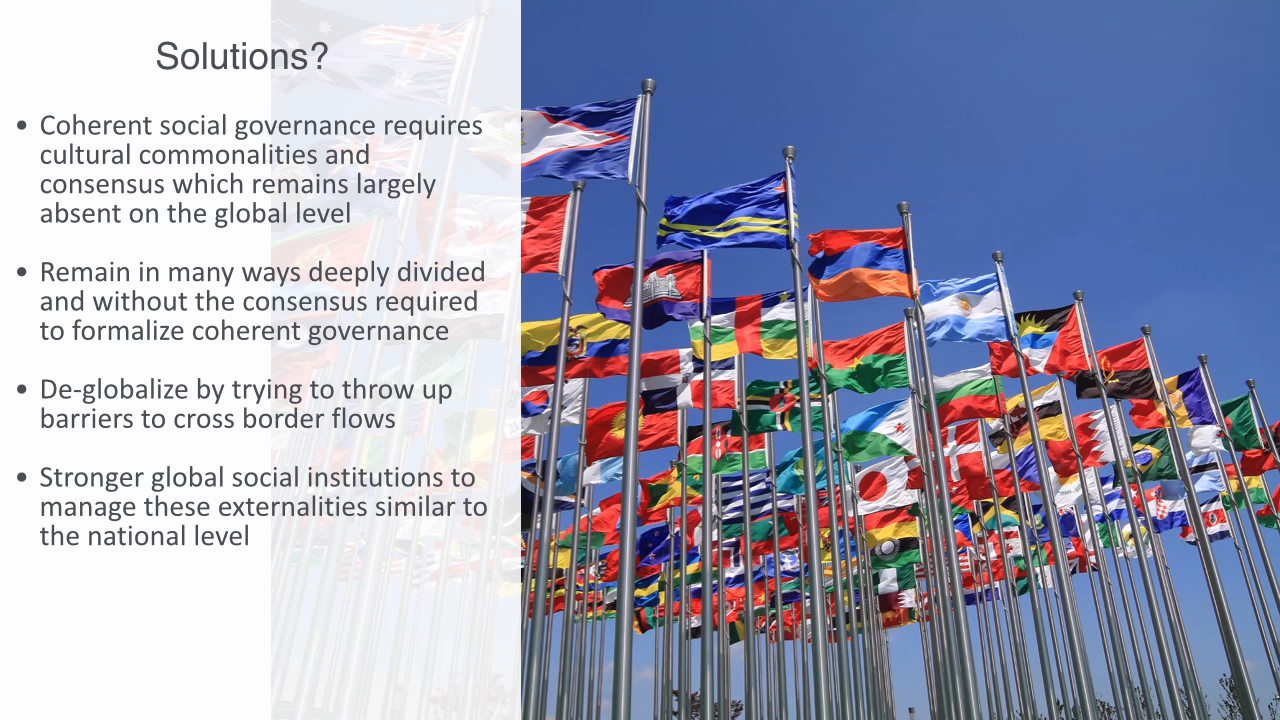 Solutions?
• Coherent social governance requires
cultural commonalities and
consensus which remains largely
absent on the global level
• Remain in many ways deeply divided
and without the consensus required
to formalize coherent governance
• De-globalize by trying to throw up
barriers to cross border flows
• Stronger global social institutions to
manage these externalities similar to
the national level